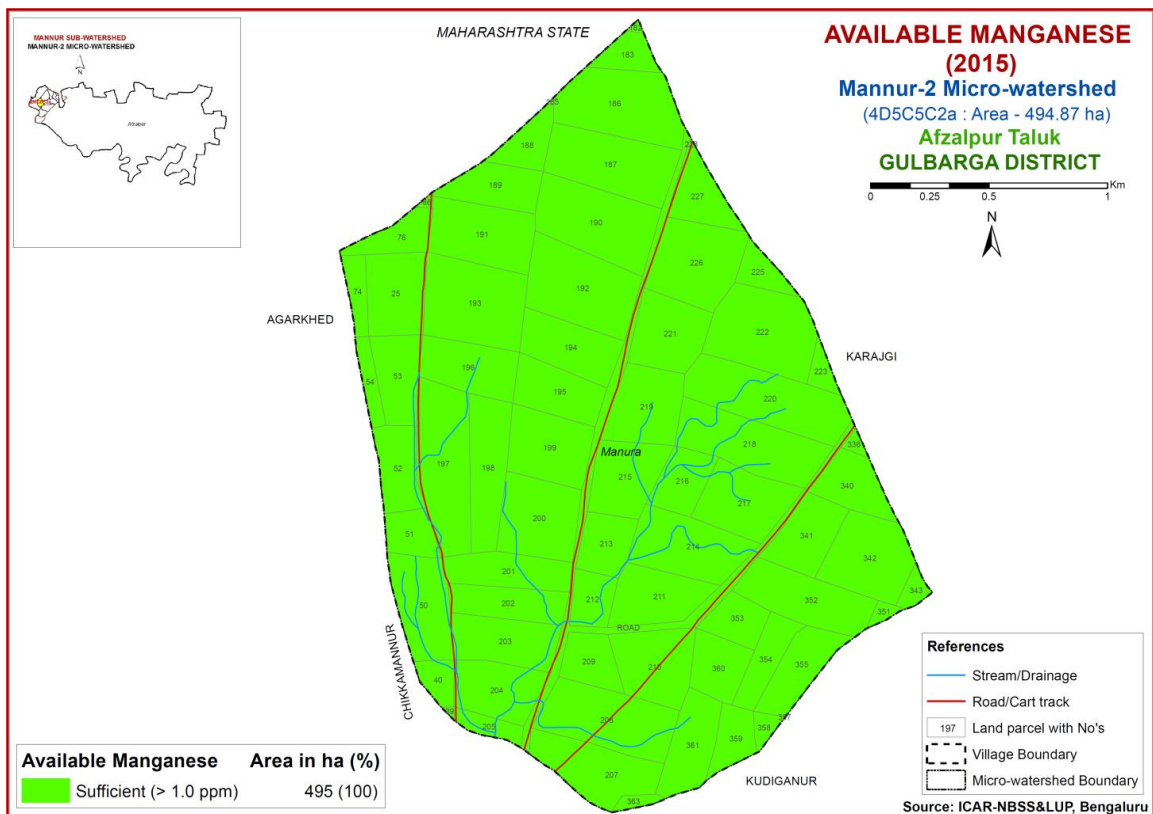 MANNUR SUB-WATERSHED
MANNUR-2 MICRO-WATERSHED
N
Afzalpur
MAHARASHTRA STATE
AVAILABLE MANGANESE
(2015)
Mannur-2 Micro-watershed
(4D5C5C2a : Area - 494.87 ha)
Afzalpur Taluk
GULBARGA DISTRICT
Km
0 0.25 0.5 1
N
183
186
188
187
228
189
227
190
76
191
226
225
74
25
192
193
AGARKHED
221
222
194
KARAJGI
196
53
54
223
195
220
219
218
336
199
Manura
52
197
198
215
216
340
217
200
51
341
213
214
342
201
343
50
202
212
211
352
351
ROAD
353
203
CHIKKAMANNUR
209
210
360
354
355
40
204
206
205
358
361
359
207
KUDIGANUR
363
References
Stream/Drainage
Road/Cart track
197 Land parcel with No's
Village Boundary
Micro-watershed Boundary
Available Manganese Area in ha (%)
Sufficient (> 1.0 ppm) 495 (100)
Source: ICAR-NBSS&LUP, Bengaluru